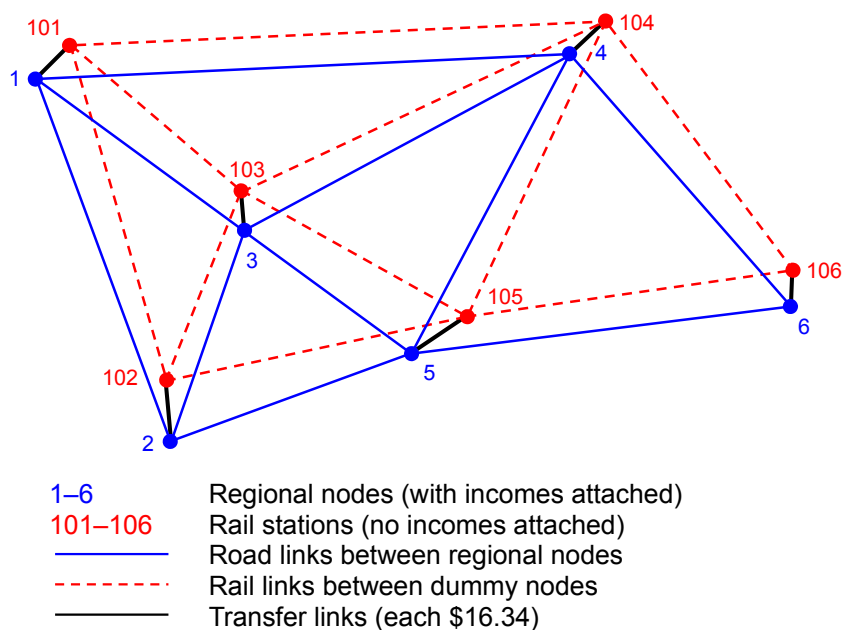 101
104
1
4
103
3
106
105
6
102
5
2
1–6 Regional nodes (with incomes attached)
101–106 Rail stations (no incomes attached)
Road links between regional nodes
Rail links between dummy nodes
Transfer links (each $16.34)